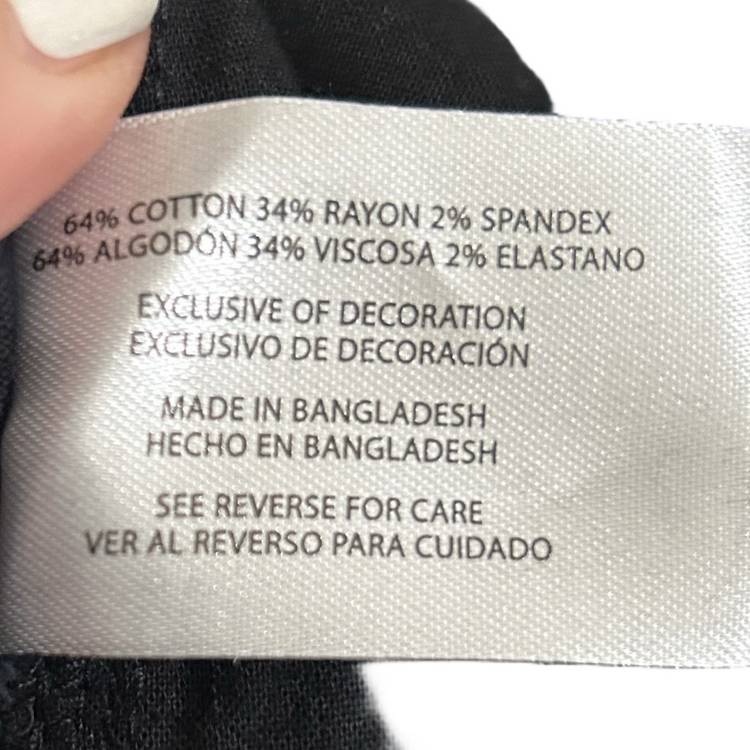 64% COTTON 34% RAYON 2% SPANDEX
64% ALGODÓN 34% VISCOSA 2% ELASTANO
EXCLUSIVE OF DECORATION
EXCLUSIVO DE DECORACIÓN
MADE IN BANGLADESH
HECHO EN BANGLADESH
SEE REVERSE FOR CARE
VER AL REVERSO PARA CUIDADO